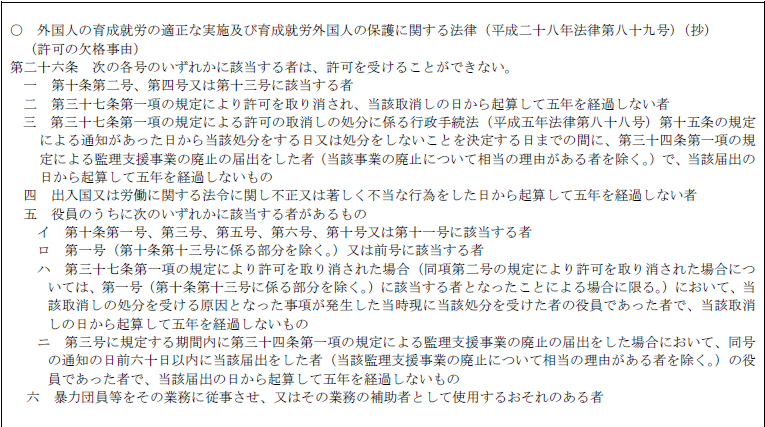 ○　外国人の育成就労の適正な実施及び育成就労外国人の保護に関する法律（平成二十八年法律第八十九号）（抄）
（許可の欠格事由）
第二十六条　次の各号のいずれかに該当する者は、許可を受けることができない。
一　第十条第二号、第四号又は第十三号に該当する者
二　第三十七条第一項の規定により許可を取り消され、当該取消しの日から起算して五年を経過しない者
三　第三十七条第一項の規定による許可の取消しの処分に係る行政手続法（平成五年法律第八十八号）第十五条の規定
による通知があった日から当該処分をする日又は処分をしないことを決定する日までの間に、第三十四条第一項の規
定による監理支援事業の廃止の届出をした者（当該事業の廃止について相当の理由がある者を除く。）で、当該届出の
日から起算して五年を経過しないもの
四　出入国又は労働に関する法令に関し不正又は著しく不当な行為をした日から起算して五年を経過しない者
五　役員のうちに次のいずれかに該当する者があるもの
イ　第十条第一号、第三号、第五号、第六号、第十号又は第十一号に該当する者
ロ　第一号（第十条第十三号に係る部分を除く。）又は前号に該当する者
ハ　第三十七条第一項の規定により許可を取り消された場合（同項第二号の規定により許可を取り消された場合につ
いては、第一号（第十条第十三号に係る部分を除く。）に該当する者となったことによる場合に限る。）において、当
該取消しの処分を受ける原因となった事項が発生した当時現に当該処分を受けた者の役員であった者で、当該取消
しの日から起算して五年を経過しないもの
ニ　第三号に規定する期間内に第三十四条第一項の規定による監理支援事業の廃止の届出をした場合において、同号
の通知の日前六十日以内に当該届出をした者（当該監理支援事業の廃止について相当の理由がある者を除く。）の役
員であった者で、当該届出の日から起算して五年を経過しないもの
六　暴力団員等をその業務に従事させ、又はその業務の補助者として使用するおそれのある者